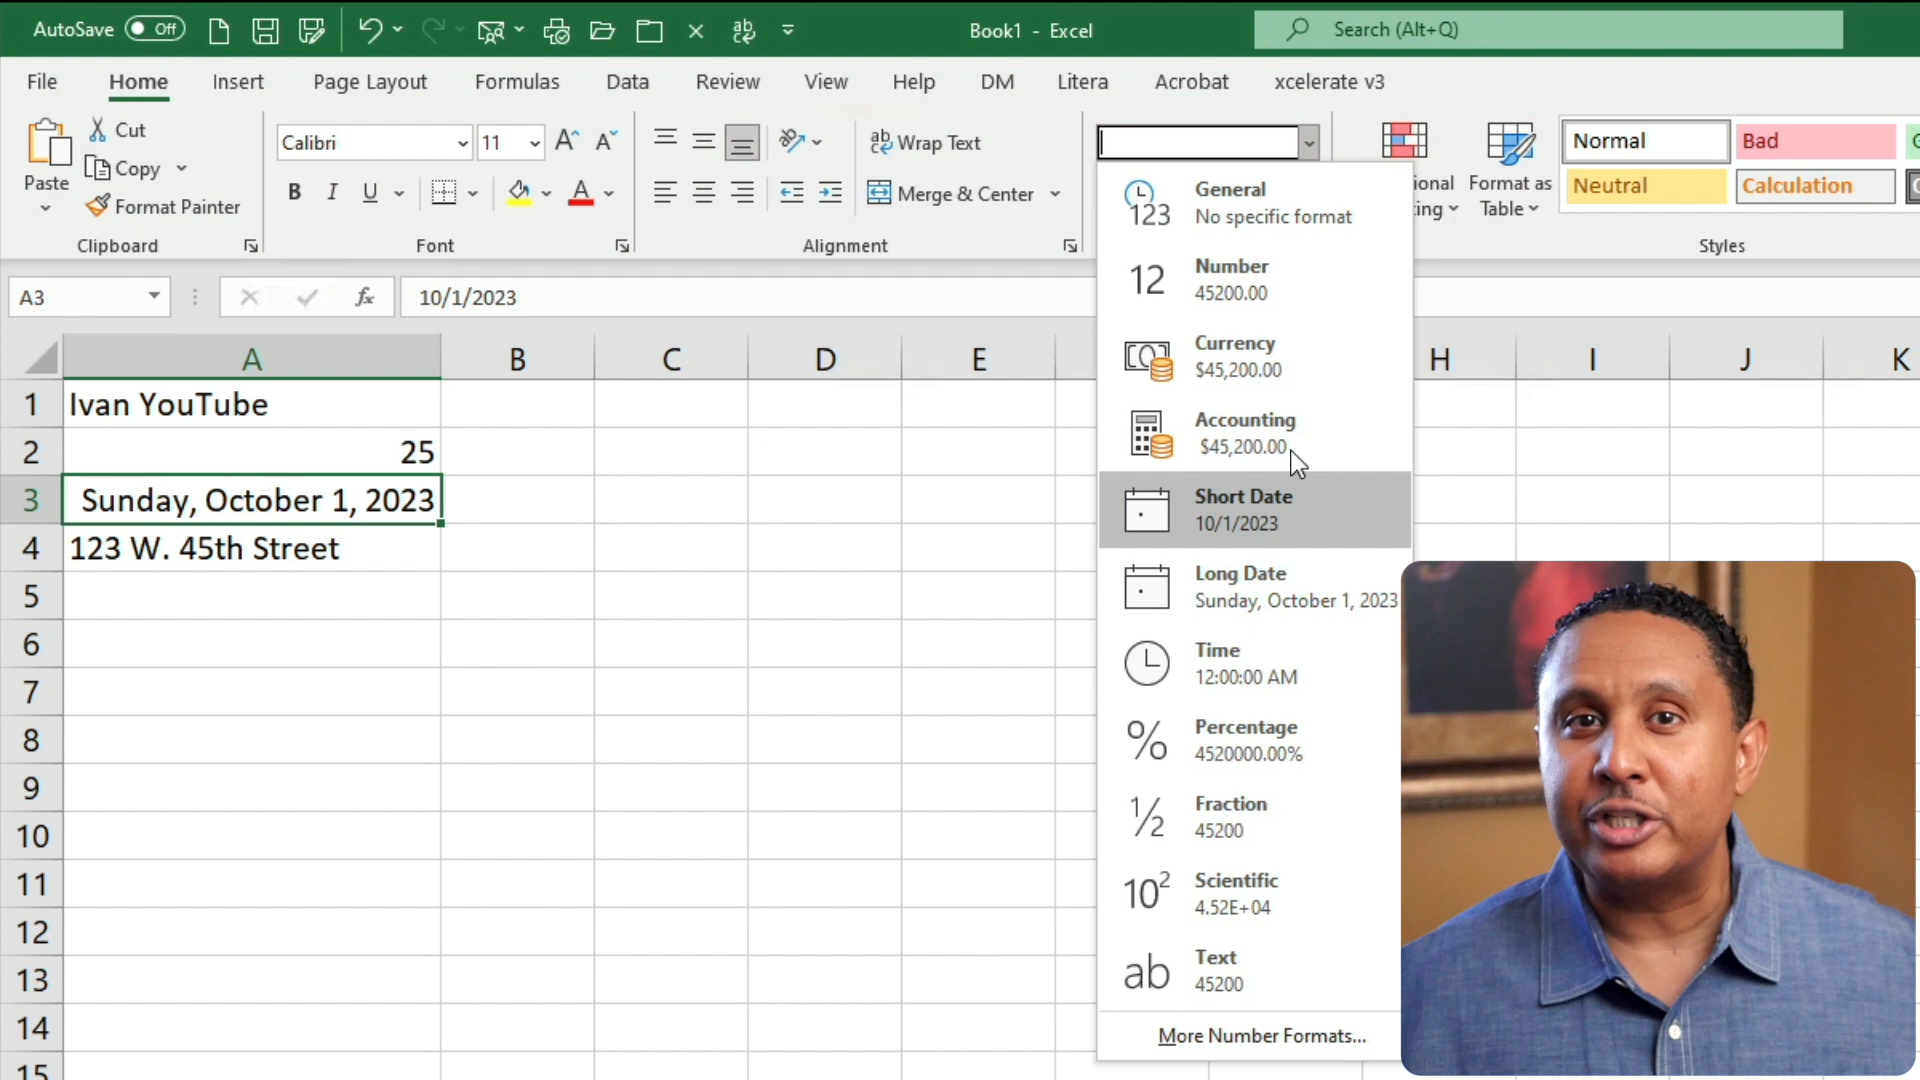 AutoSave Off Book1 - Excel Search (Alt+Q)
File Home Insert Page Layout Formulas Data Review View Help DM Litera Acrobat xcelerate v3
Paste
Cut
Copy
Format Painter
Clipboard
Calibri 11
B I U A
Font
Wrap Text
Merge & Center
Alignment
ional
ing
Format as
Table
Normal Bad
Neutral Calculation
Styles
A3 fx 10/1/2023
A B C D E H I J K
1 Ivan YouTube
2 25
3 Sunday, October 1, 2023
4 123 W. 45th Street
5
6
7
8
9
10
11
12
13
14
15
123
General
No specific format
12
Number
45200.00
Currency
$45,200.00
Accounting
$45,200.00
Short Date
10/1/2023
Long Date
Sunday, October 1, 2023
Time
12:00:00 AM
%
Percentage
4520000.00%
½
Fraction
45200
10²
Scientific
4.52E+04
ab
Text
45200
More Number Formats...